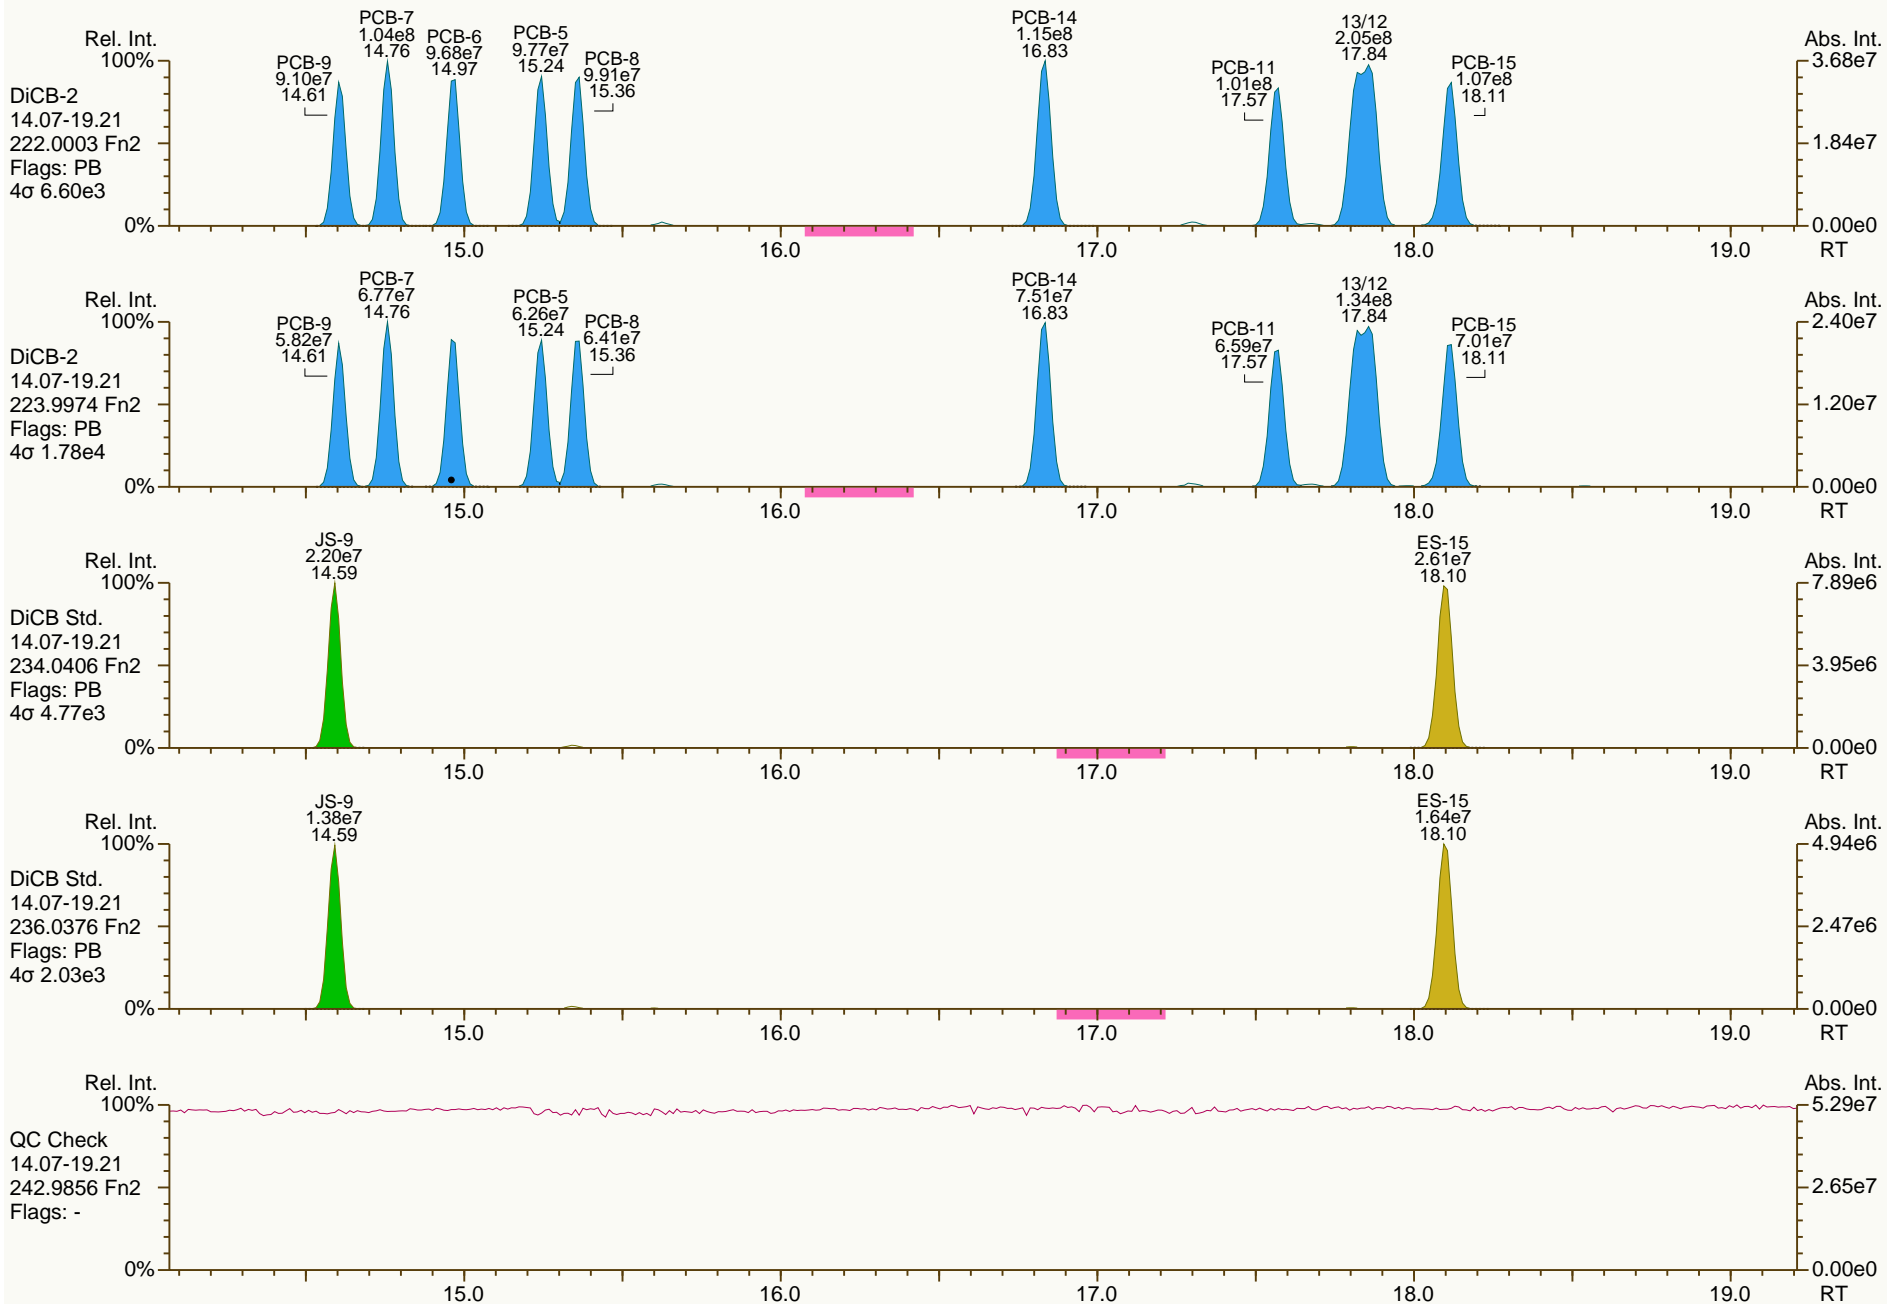 Rel. Int.
100%
0%
DiCB-2
14.07-19.21
222.0003 Fn2
Flags: PB
4σ 6.60e3
PCB-9
9.10e7
14.61
PCB-7
1.04e8
14.76
PCB-6
9.68e7
14.97
PCB-5
9.77e7
15.24
PCB-8
9.91e7
15.36
PCB-14
1.15e8
16.83
PCB-11
1.01e8
17.57
13/12
2.05e8
17.84
PCB-15
1.07e8
18.11
Abs. Int.
3.68e7
1.84e7
0.00e0
15.0 16.0 17.0 18.0 19.0 RT
Rel. Int.
100%
0%
DiCB-2
14.07-19.21
223.9974 Fn2
Flags: PB
4σ 1.78e4
PCB-9
5.82e7
14.61
PCB-7
6.77e7
14.76
PCB-5
6.26e7
15.24
PCB-8
6.41e7
15.36
PCB-14
7.51e7
16.83
PCB-11
6.59e7
17.57
13/12
1.34e8
17.84
PCB-15
7.01e7
18.11
Abs. Int.
2.40e7
1.20e7
0.00e0
15.0 16.0 17.0 18.0 19.0 RT
Rel. Int.
100%
0%
DiCB Std.
14.07-19.21
234.0406 Fn2
Flags: PB
4σ 4.77e3
JS-9
2.20e7
14.59
ES-15
2.61e7
18.10
Abs. Int.
7.89e6
3.95e6
0.00e0
15.0 16.0 17.0 18.0 19.0 RT
Rel. Int.
100%
0%
DiCB Std.
14.07-19.21
236.0376 Fn2
Flags: PB
4σ 2.03e3
JS-9
1.38e7
14.59
ES-15
1.64e7
18.10
Abs. Int.
4.94e6
2.47e6
0.00e0
15.0 16.0 17.0 18.0 19.0 RT
Rel. Int.
100%
0%
QC Check
14.07-19.21
242.9856 Fn2
Flags: -
Abs. Int.
5.29e7
2.65e7
0.00e0
15.0 16.0 17.0 18.0 19.0 RT